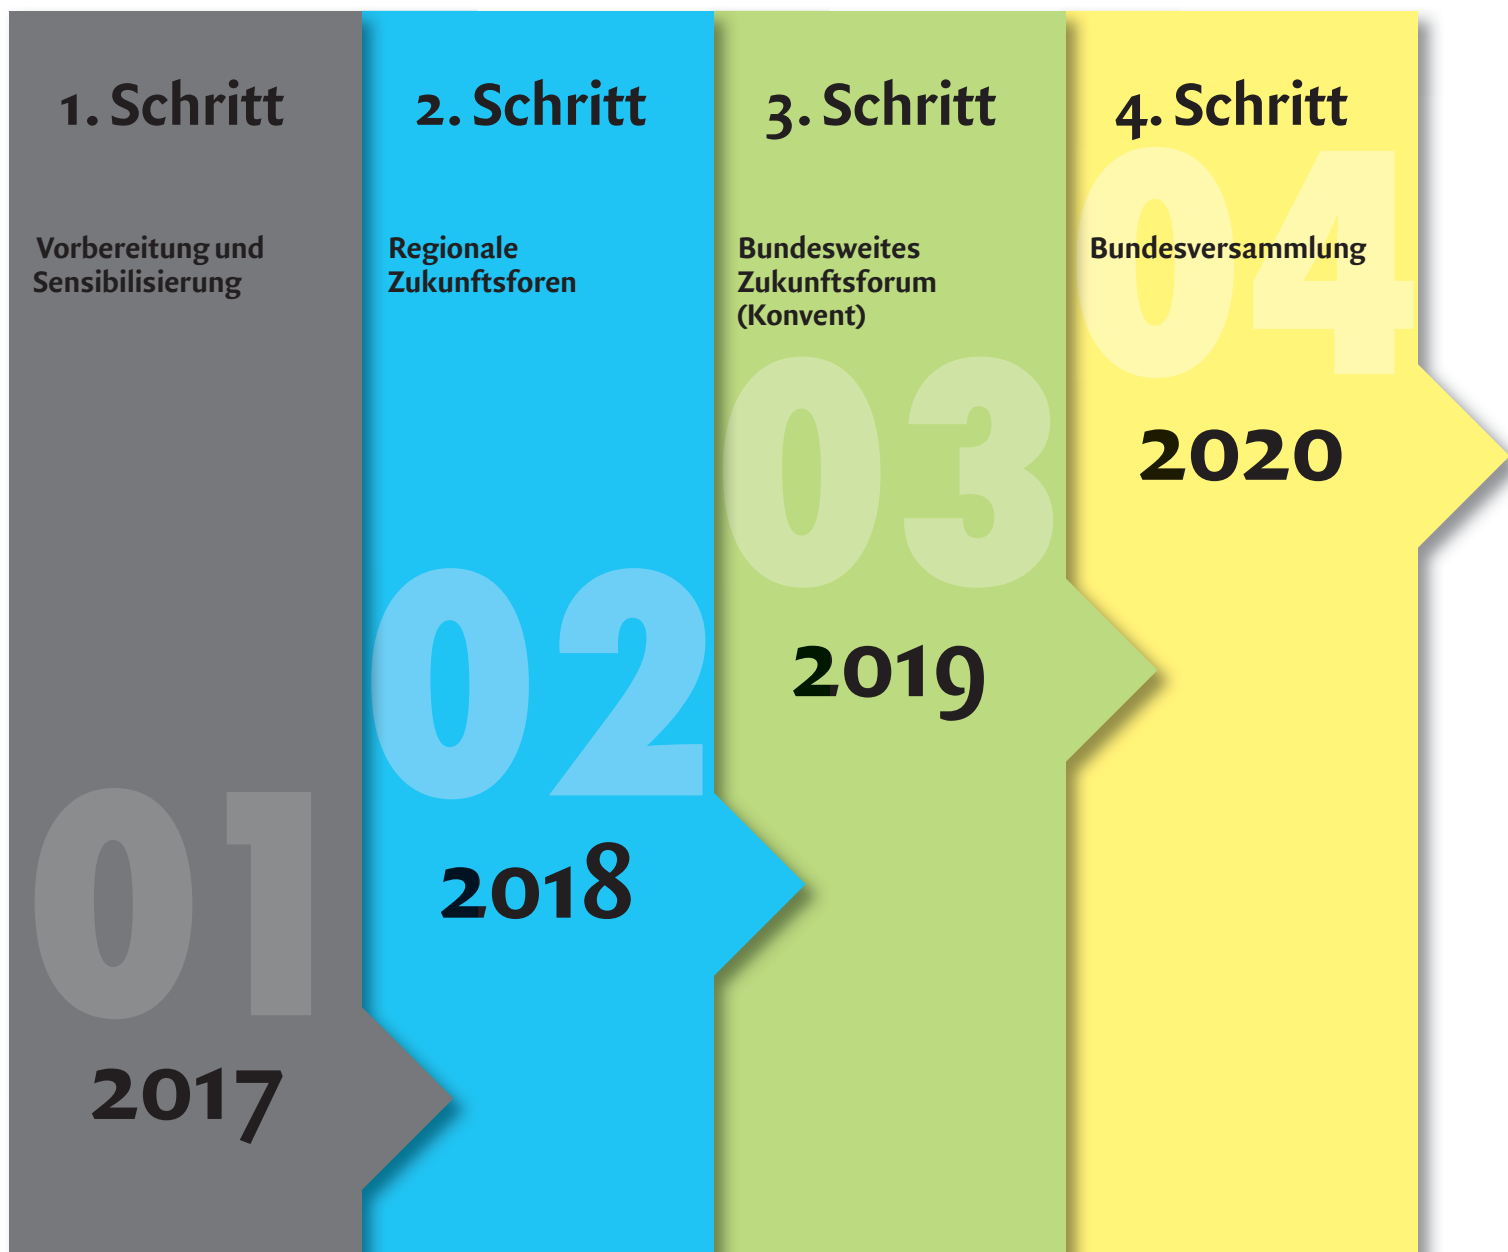 1. Schritt
Vorbereitung und
Sensibilisierung
01
2017
2. Schritt
Regionale
Zukunftsforen
02
2018
3. Schritt
Bundesweites
Zukunftsforum
(Konvent)
03
2019
4. Schritt
Bundesversammlung
04
2020